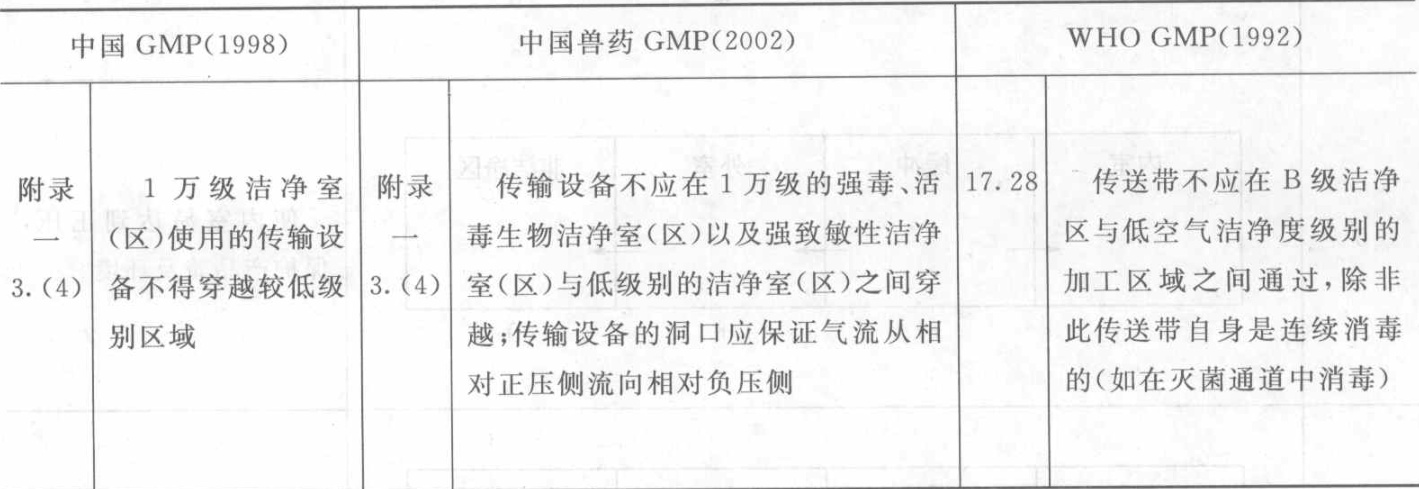 中国 GMP(1998)
中国兽药 GMP(2002)
WHO GMP(1992)
附录
一
3.(4)
1 万级洁净室
(区)使用的传输设
备不得穿越较低级
别区域
附录
一
3.(4)
传输设备不应在 1 万级的强毒、活
毒生物洁净室(区)以及强致敏性洁净
室(区)与低级别的洁净室(区)之间穿
越;传输设备的洞口应保证气流从相
对正压侧流向相对负压侧
17.28
传送带不应在 B 级洁净
区与低空气洁净度级别的
加工区域之间通过,除非
此传送带自身是连续消毒
的(如在灭菌通道中消毒)